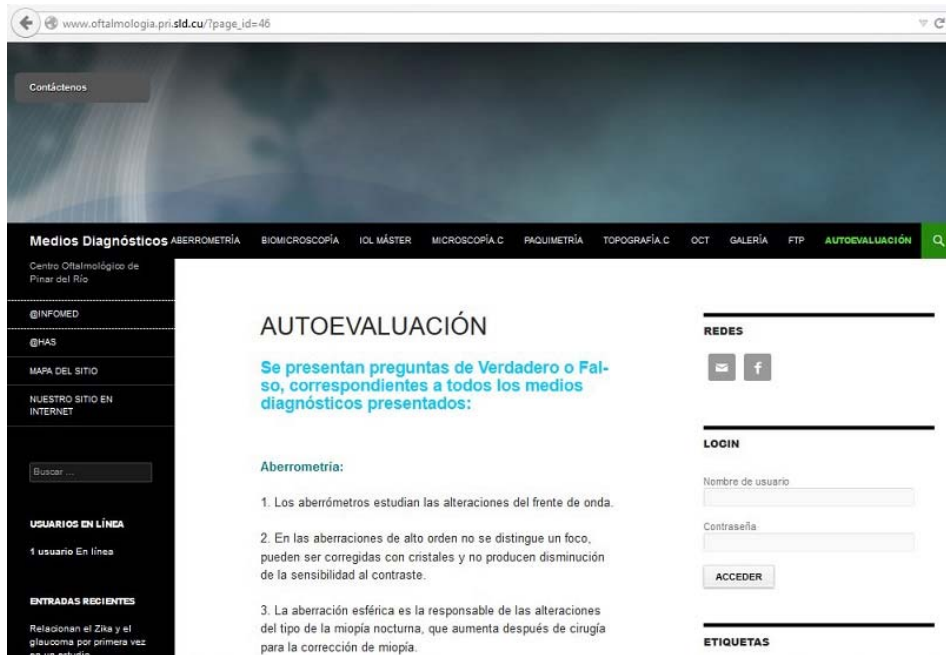 www.oftalmologia.pri.sld.cu/?page_id=46
Contáctenos
Medios Diagnósticos ABERROMETRÍA BIOMICROSCOPÍA IOL MÁSTER MICROSCOPÍA.C PAQUIMETRÍA TOPOGRAFÍA.C OCT GALERÍA FTP AUTOEVALUACIÓN
Centro Oftalmológico de
Pinar del Río
@INFOMED
@HAS
MAPA DEL SITIO
NUESTRO SITIO EN
INTERNET
Buscar ...
USUARIOS EN LÍNEA
1 usuario En línea
ENTRADAS RECIENTES
Relacionan el Zika y el
glaucoma por primera vez
en un estudio
AUTOEVALUACIÓN
Se presentan preguntas de Verdadero o Fal-
so, correspondientes a todos los medios
diagnósticos presentados:
Aberrometría:
1. Los aberrómetros estudian las alteraciones del frente de onda.
2. En las aberraciones de alto orden no se distingue un foco,
pueden ser corregidas con cristales y no producen disminución
de la sensibilidad al contraste.
3. La aberración esférica es la responsable de las alteraciones
del tipo de la miopía nocturna, que aumenta después de cirugía
para la corrección de miopía.
REDES
LOGIN
Nombre de usuario
Contraseña
ACCEDER
ETIQUETAS